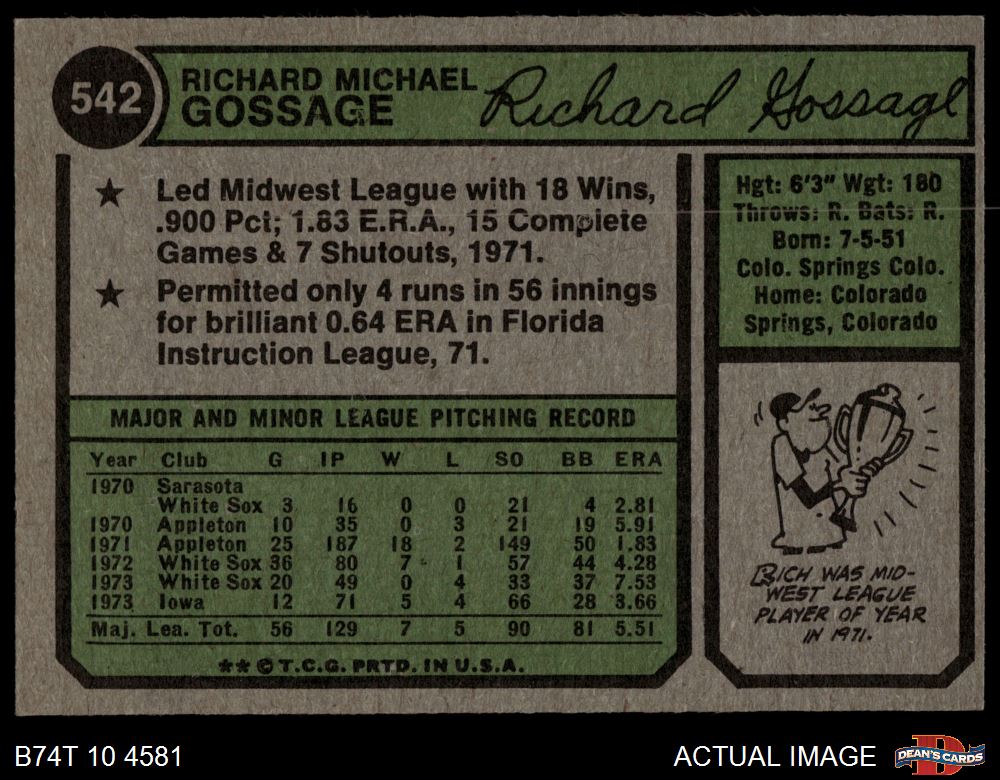 542
RICHARD MICHAEL
GOSSAGE
Richard Gossage
★ Led Midwest League with 18 Wins,
.900 Pct; 1.83 E.R.A., 15 Complete
Games & 7 Shutouts, 1971.
★ Permitted only 4 runs in 56 innings
for brilliant 0.64 ERA in Florida
Instruction League, 71.
Hgt: 6'3" Wgt: 180
Throws: R. Bats: R.
Born: 7-5-51
Colo. Springs Colo.
Home: Colorado
Springs, Colorado
MAJOR AND MINOR LEAGUE PITCHING RECORD
Year Club G IP W L SO BB ERA
1970 Sarasota
White Sox 3 16 0 0 21 4 2.81
1970 Appleton 10 35 0 3 21 19 5.91
1971 Appleton 25 187 18 2 149 50 1.83
1972 White Sox 36 80 7 1 57 44 4.28
1973 White Sox 20 49 0 4 33 37 7.53
1973 Iowa 12 71 5 4 66 28 3.66
Maj. Lea. Tot. 56 129 7 5 90 81 5.51
** © T.C.G. PRTD. IN U.S.A.
RICH WAS MID-
WEST LEAGUE
PLAYER OF YEAR
IN 1971.
B74T 10 4581
ACTUAL IMAGE
D
DEAN'S CARDS